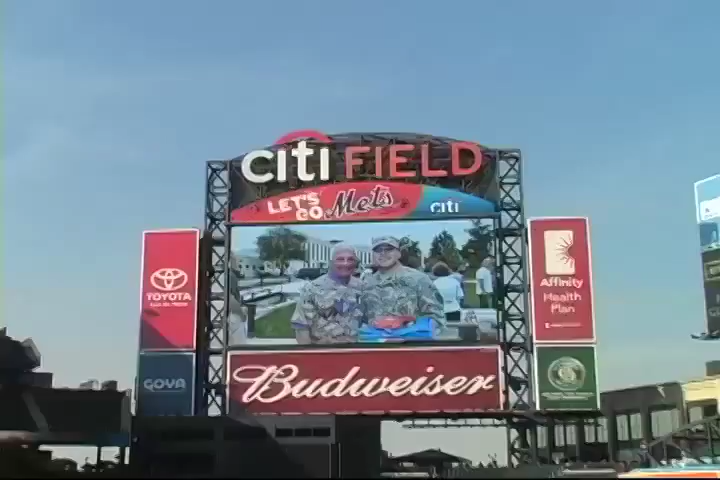 citi FIELD
LET'S GO Mets
citi
TOYOTA
Affinity
Health
Plan
GOYA
Budweiser